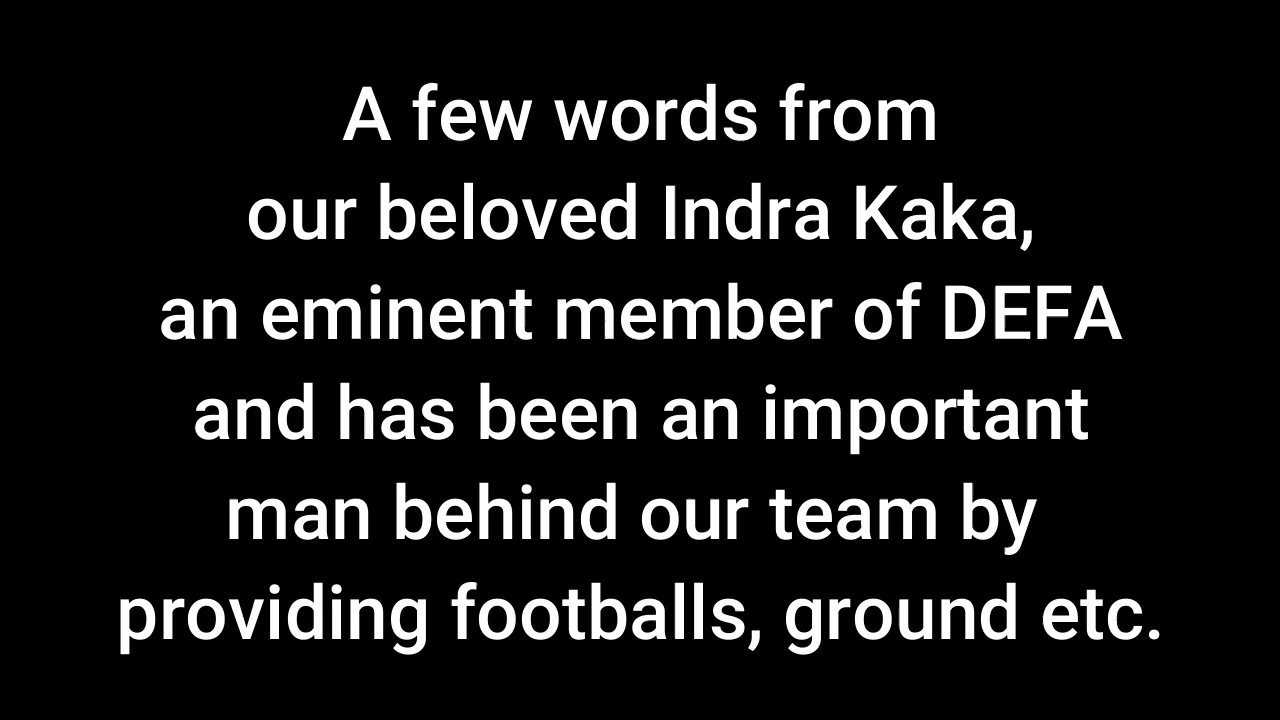 A few words from
our beloved Indra Kaka,
an eminent member of DEFA
and has been an important
man behind our team by
providing footballs, ground etc.